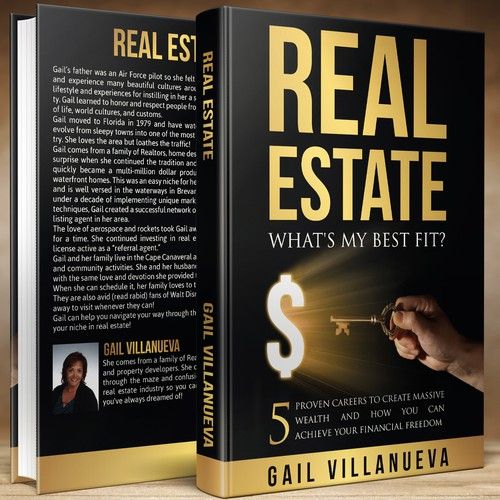 REAL EST
Gail's father was an Air Force pilot so she felt
and experience many beautiful cultures arou
lifestyle and experiences for instilling in her a s
ty. Gail learned to honor and respect people fro
of life, world cultures, and customs.
Gail moved to Florida in 1979 and have wat
evolve from sleepy towns into one of the most
try. She loves the area but loathes the traffic!
Gail comes from a family of Realtors, home des
surprise when she continued the tradition an
quickly became a multi-million dollar produ
waterfront homes. This was an easy niche for he
and is well versed in the waterways in Brevar
under a decade of implementing unique mark
techniques, Gail created a successful network o
listing agent in her area.
The love of aerospace and rockets took Gail aw
for a time. She continued investing in real e
license active as a "referral agent."
Gail and her family live in the Cape Canaveral a
and community activities. She and her husband
with the same love and devotion she provided t
When she can schedule it, her family loves to t
They are also avid (read rabid) fans of Walt Disn
away to visit whenever they can!
Gail can help you navigate your way through th
your niche in real estate!
GAIL VILLANUEVA
She comes from a family of Rea
and property developers. She c
through the maze and confusi
real estate industry so you can
you've always dreamed of!
REAL ESTATE
GAIL VILLANUEVA
REAL
ESTATE
WHAT'S MY BEST FIT?
$
5 PROVEN CAREERS TO CREATE MASSIVE
WEALTH AND HOW YOU CAN
ACHIEVE YOUR FINANCIAL FREEDOM
GAIL VILLANUEVA